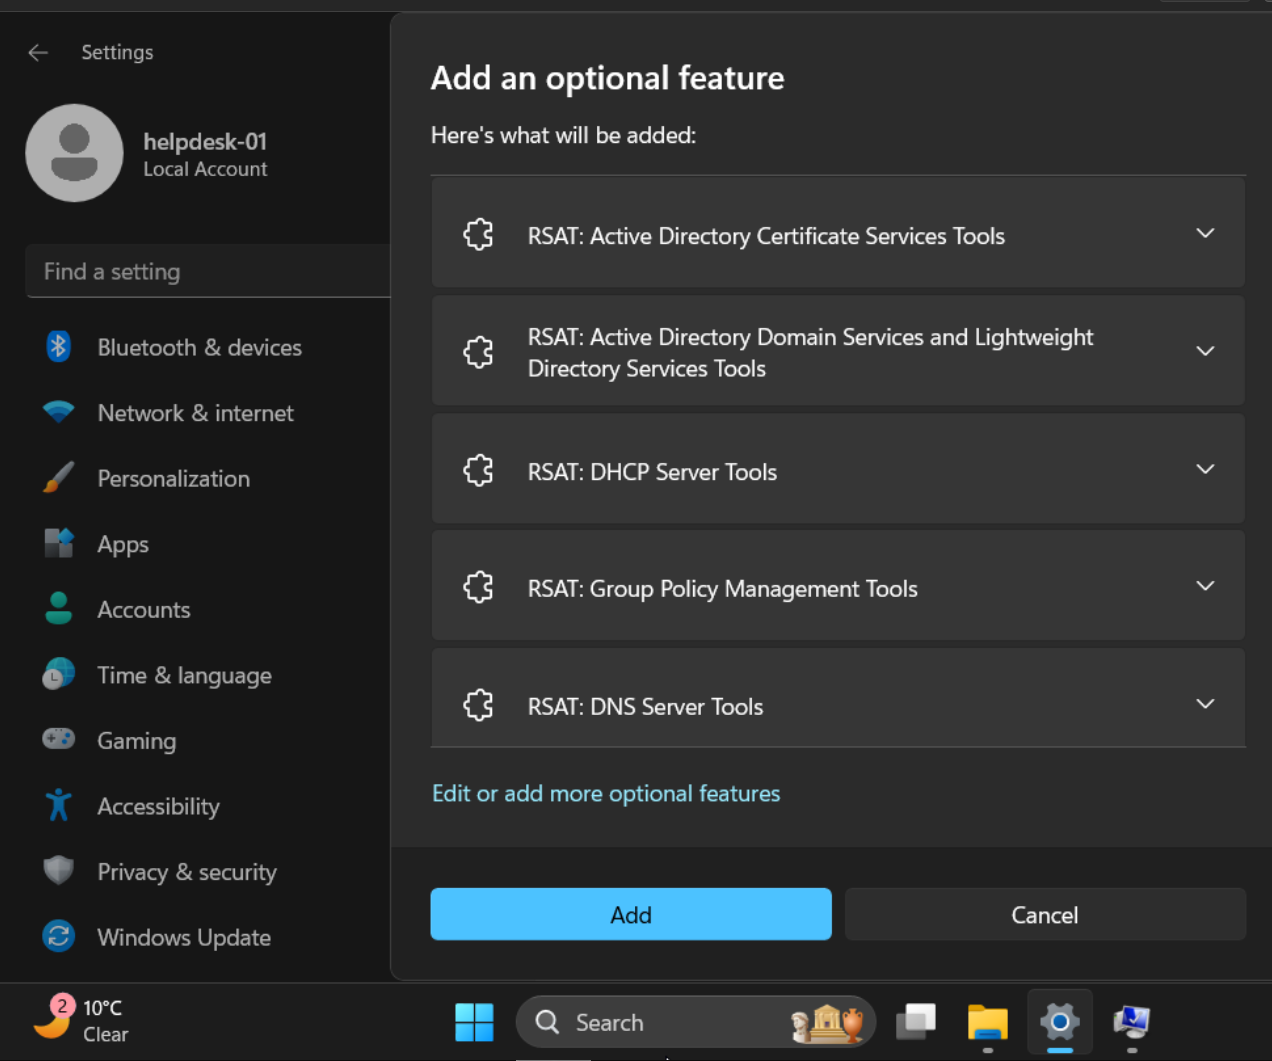 Settings
helpdesk-01
Local Account
Find a setting
Bluetooth & devices
Network & internet
Personalization
Apps
Accounts
Time & language
Gaming
Accessibility
Privacy & security
Windows Update
Add an optional feature
Here's what will be added:
RSAT: Active Directory Certificate Services Tools
RSAT: Active Directory Domain Services and Lightweight
Directory Services Tools
RSAT: DHCP Server Tools
RSAT: Group Policy Management Tools
RSAT: DNS Server Tools
Edit or add more optional features
Add
Cancel
2
10°C
Clear
Search